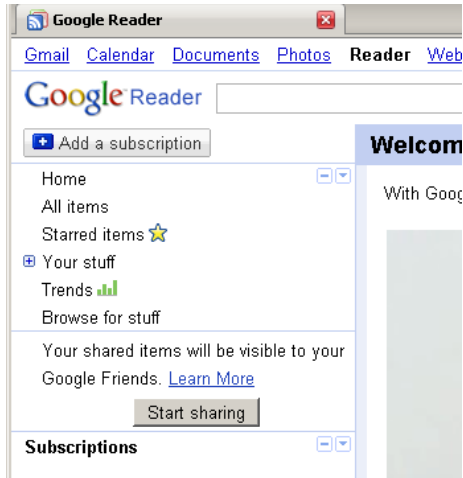 Google Reader
Gmail Calendar Documents Photos Reader Web
Google Reader
Add a subscription
Welcom
Home
With Goog
All items
Starred items
Your stuff
Trends
Browse for stuff
Your shared items will be visible to your
Google Friends. Learn More
Start sharing
Subscriptions